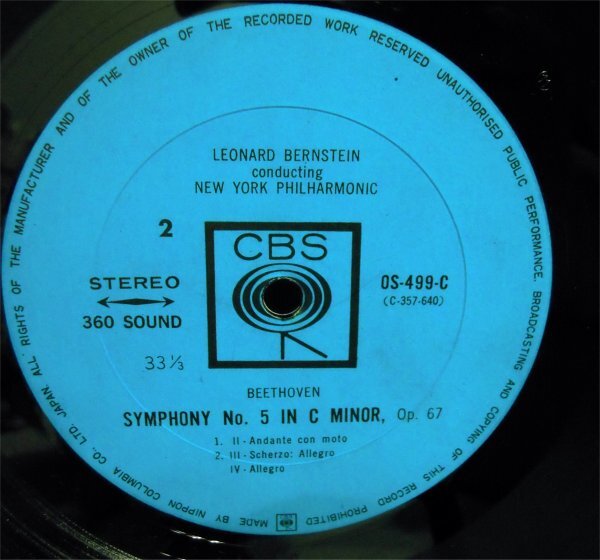 ALL RIGHTS OF THE MANUFACTURER AND OF THE OWNER OF THE RECORDED WORK RESERVED UNAUTHORISED PUBLIC PERFORMANCE. BROADCASTING AND COPYING OF THIS RECORD PROHIBITED
MADE BY NIPPON COLUMBIA CO., LTD. JAPAN.
LEONARD BERNSTEIN
conducting
NEW YORK PHILHARMONIC
2
CBS
STEREO
360 SOUND
OS-499-C
(C-357-640)
33 1/3
BEETHOVEN
SYMPHONY No. 5 IN C MINOR, Op. 67
1. II-Andante con moto
2. III-Scherzo: Allegro
IV-Allegro